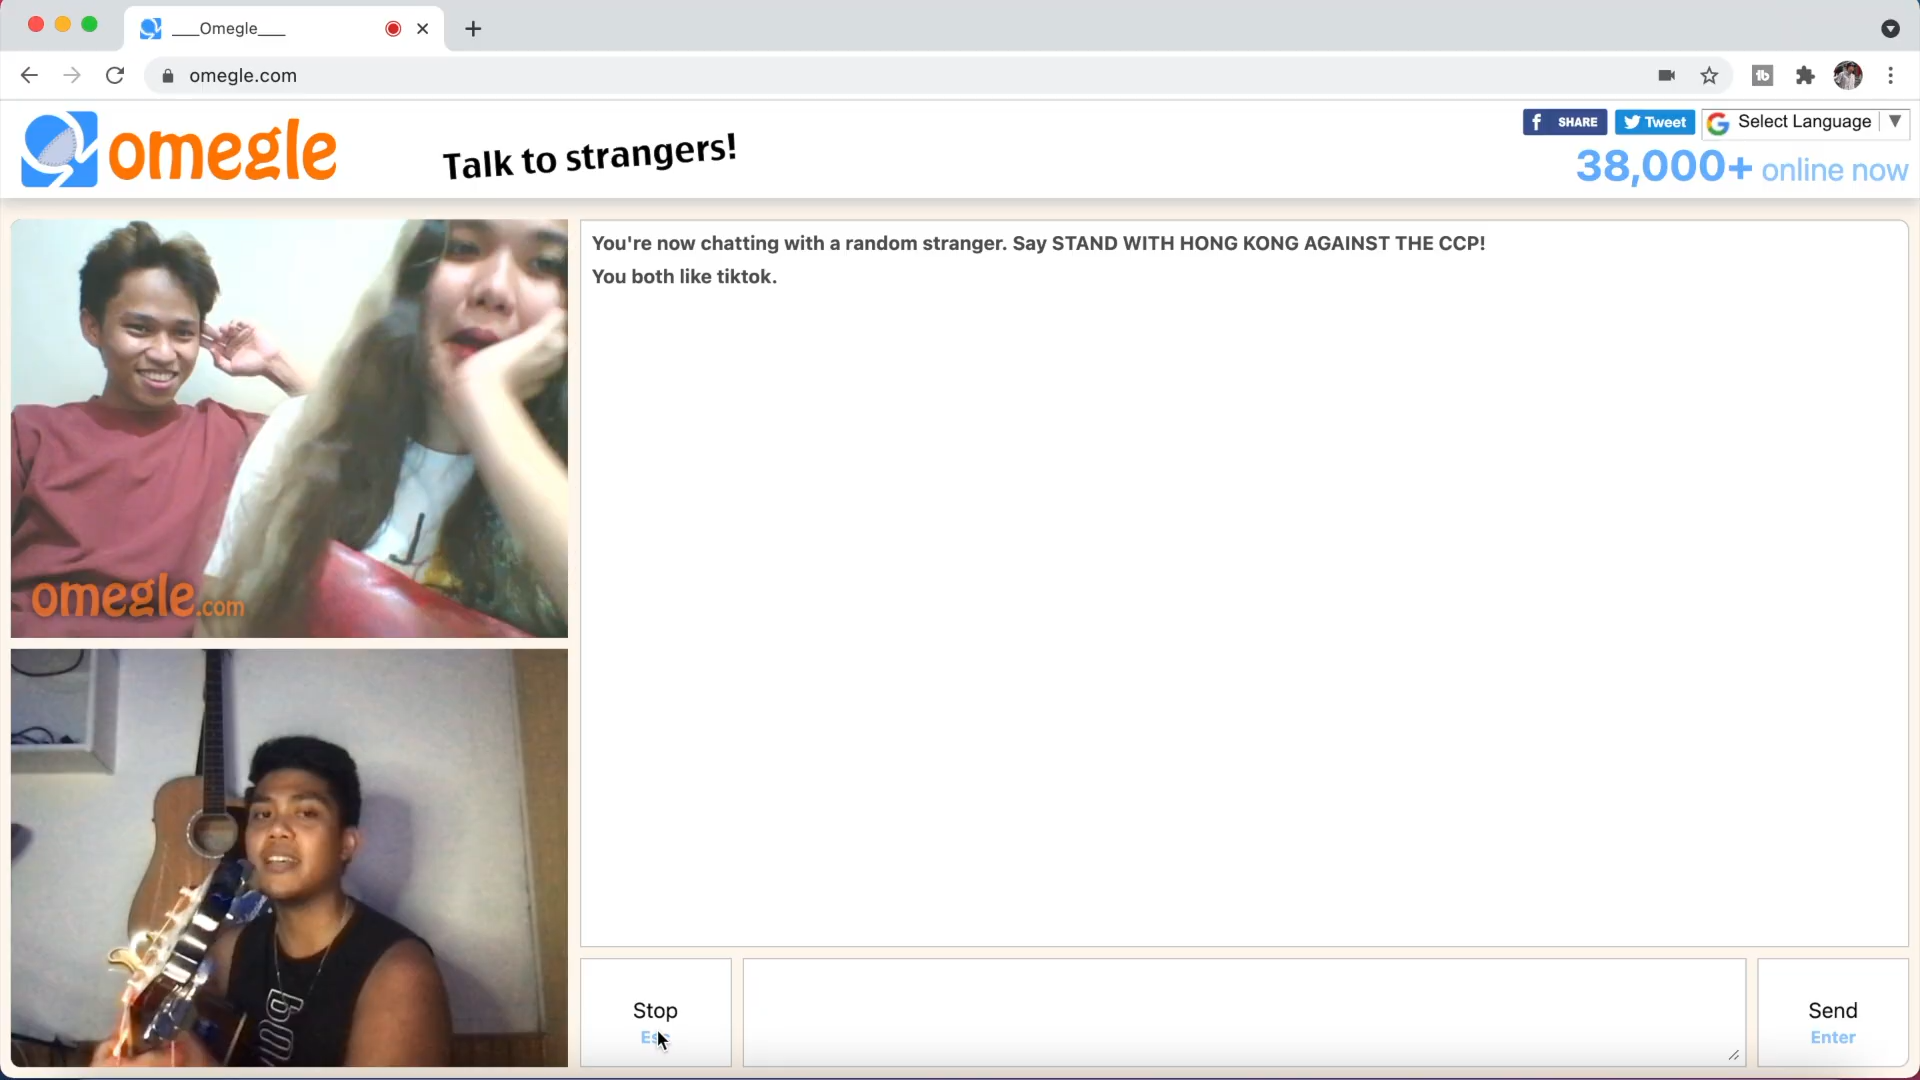 ___Omegle___
omegle.com
omegle
Talk to strangers!
f SHARE
Tweet
G Select Language ▼
38,000+ online now
You're now chatting with a random stranger. Say STAND WITH HONG KONG AGAINST THE CCP!
You both like tiktok.
omegle.com
Stop
Send
Enter